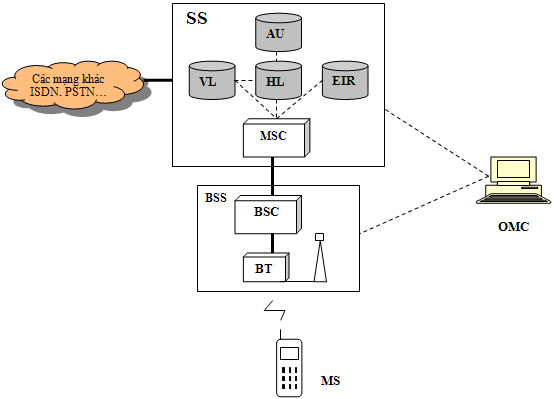 SS
AU
Các mạng khác
ISDN. PSTN…
VL
HL
EIR
MSC
BSS
BSC
BT
OMC
MS